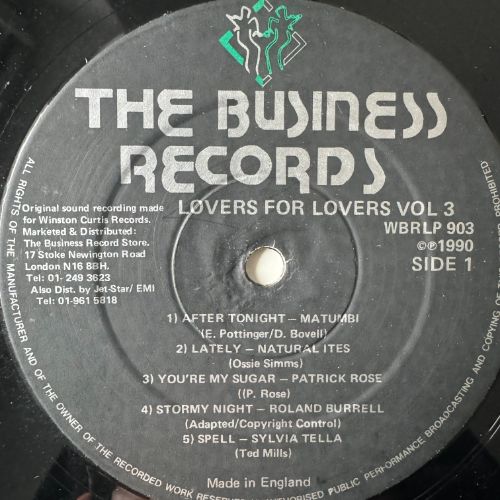 THE BUSINESS
RECORDS
LOVERS FOR LOVERS VOL 3
WBRLP 903
©℗1990
SIDE 1
Original sound recording made
for Winston Curtis Records.
Marketed & Distributed:
The Business Record Store.
17 Stoke Newington Road
London N16 8BH.
Tel: 01- 249 3623
Also Dist. by Jet-Star/ EMI
Tel: 01-961 5818
1) AFTER TONIGHT – MATUMBI
(E. Pottinger/D. Bovell)
2) LATELY – NATURAL ITES
(Ossie Simms)
3) YOU'RE MY SUGAR – PATRICK ROSE
((P. Rose)
4) STORMY NIGHT – ROLAND BURRELL
(Adapted/Copyright Control)
5) SPELL – SYLVIA TELLA
(Ted Mills)
Made in England
ALL RIGHTS OF THE MANUFACTURER AND OF THE OWNER OF THE RECORDED WORK RESERVED UNAUTHORISED PUBLIC PERFORMANCE BROADCASTING AND COPYING OF PROHIBITED